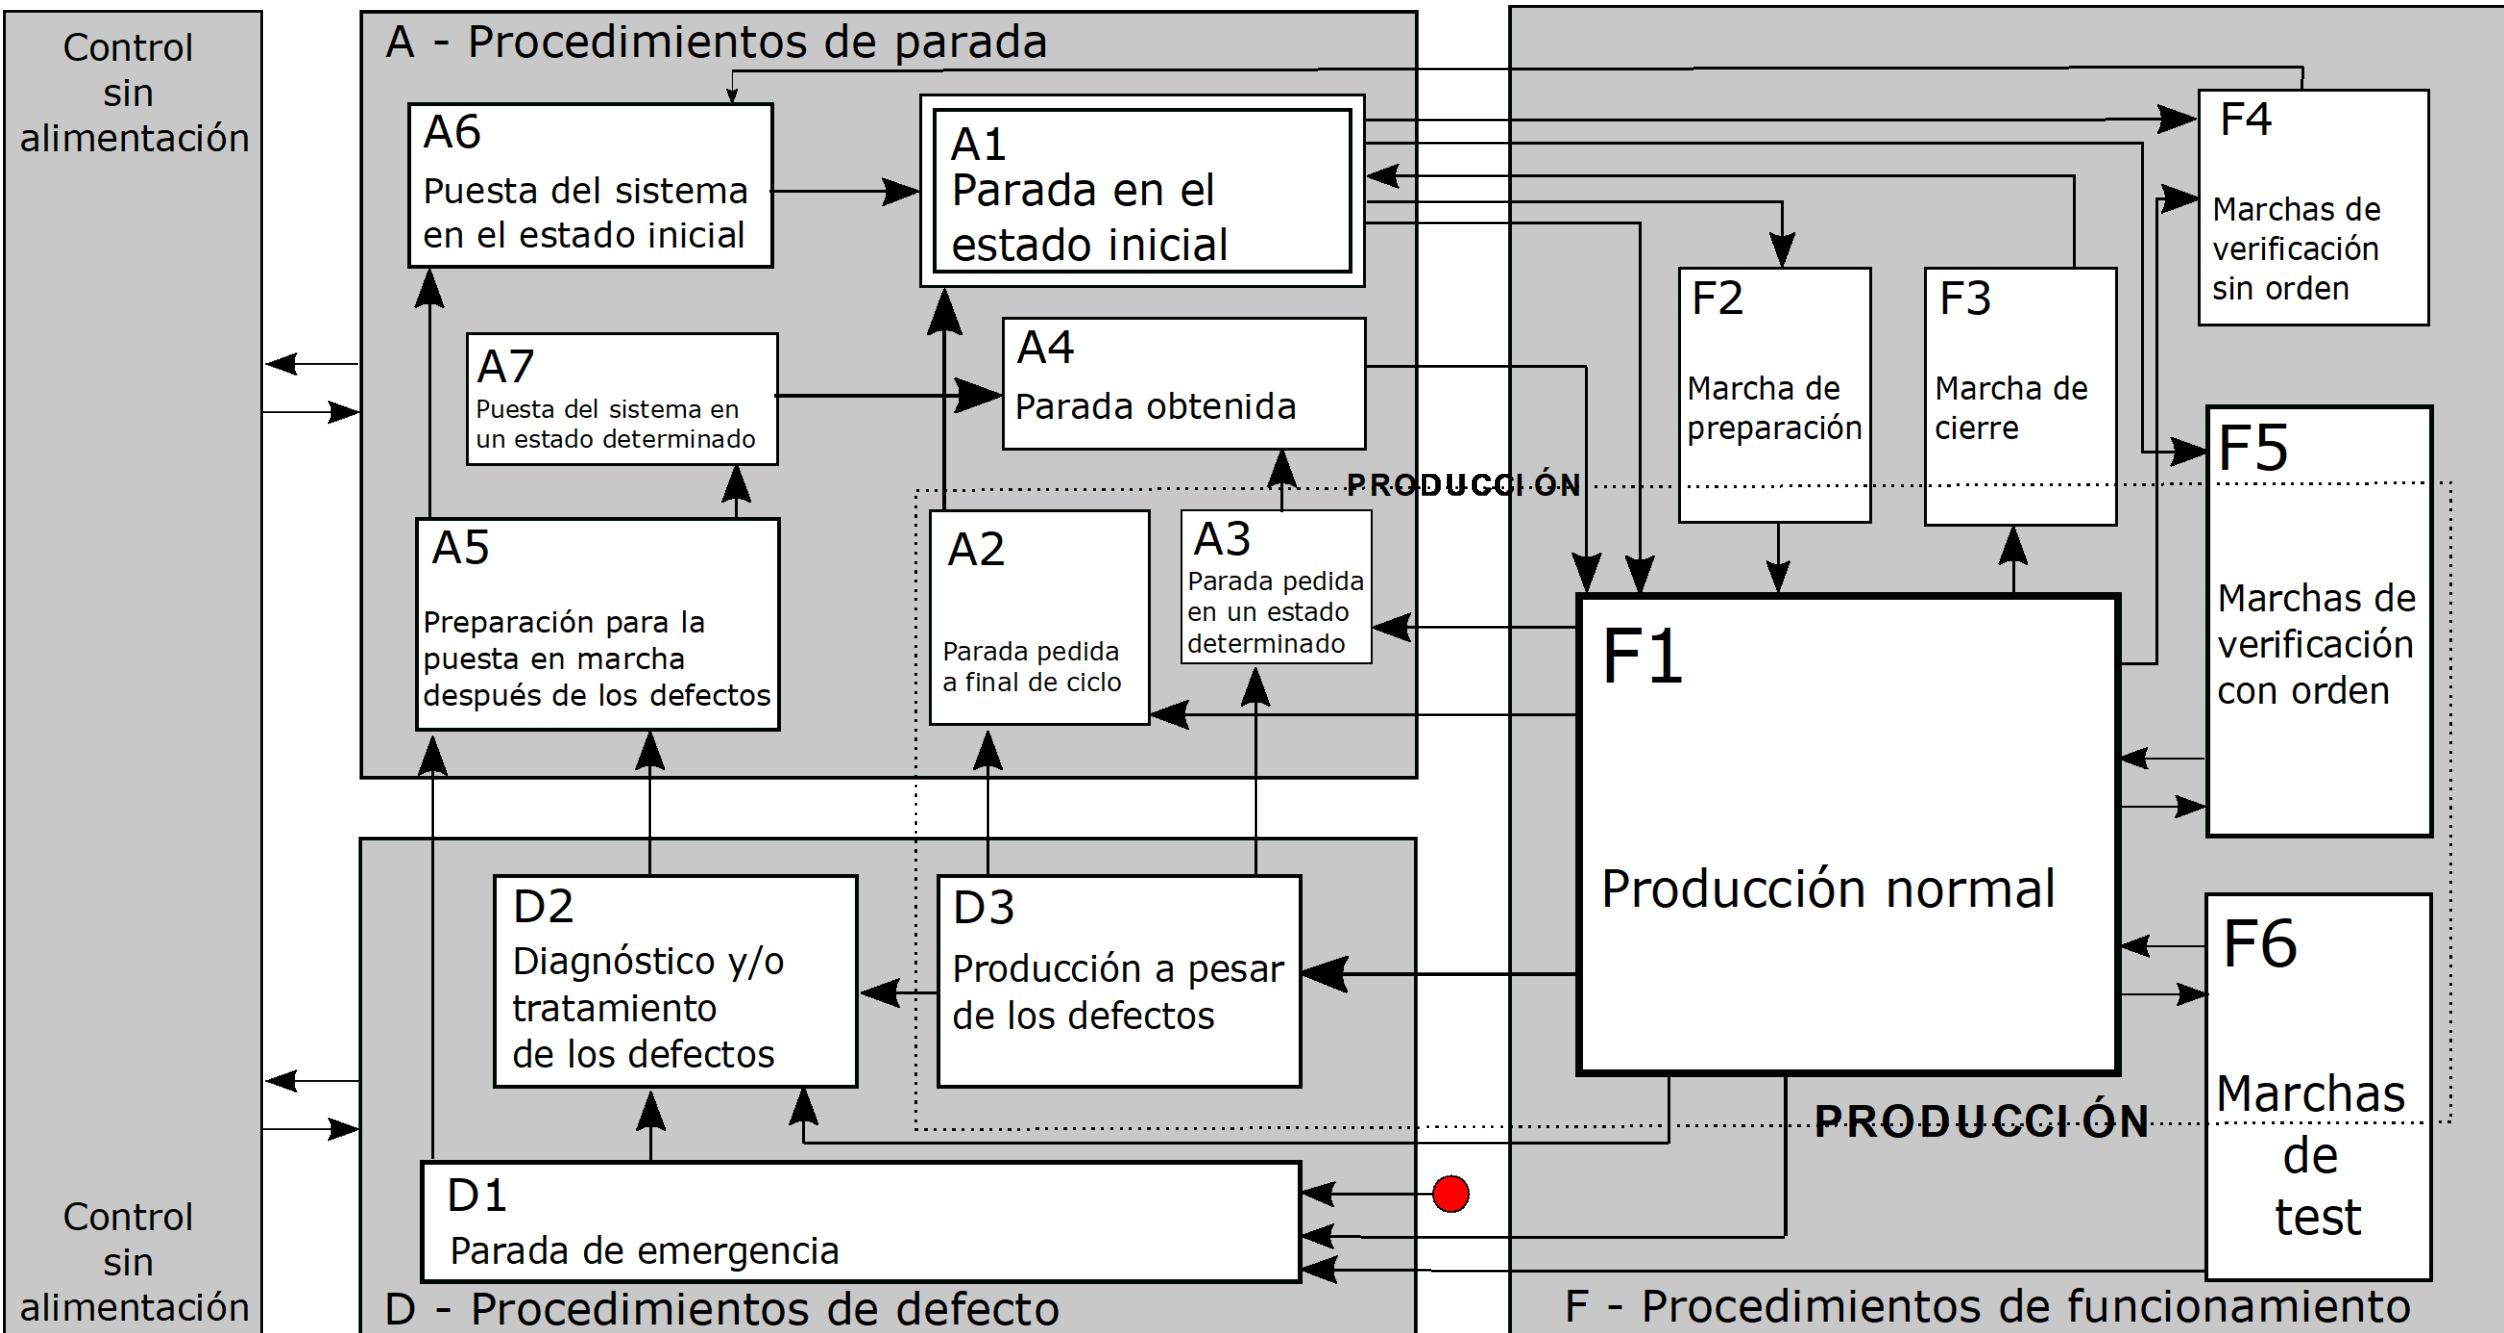 Control
sin
alimentación
A - Procedimientos de parada
A6
Puesta del sistema
en el estado inicial
A1
Parada en el
estado inicial
A7
Puesta del sistema en
un estado determinado
A4
Parada obtenida
A5
Preparación para la
puesta en marcha
después de los defectos
A2
Parada pedida
a final de ciclo
A3
Parada pedida
en un estado
determinado
PRODUCCIÓN
F4
Marchas de
verificación
sin orden
F2
Marcha de
preparación
F3
Marcha de
cierre
F5
Marchas de
verificación
con orden
F1
Producción normal
F6
Marchas
de
test
PRODUCCIÓN
D2
Diagnóstico y/o
tratamiento
de los defectos
D3
Producción a pesar
de los defectos
D1
Parada de emergencia
Control
sin
alimentación
D - Procedimientos de defecto
F - Procedimientos de funcionamiento